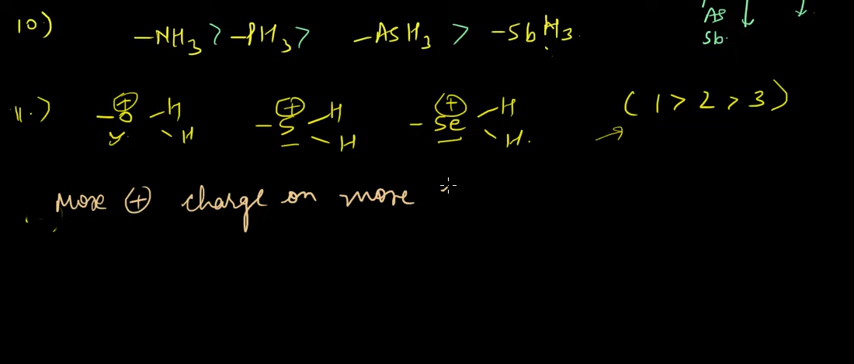 10) -NH3 > -PH3 > -AsH3 > -SbH3
As ↓ ↓
Sb.
11.) -O⊕ H H -S⊕ H H -Se⊕ H H. → (1 > 2 > 3)
More ⊕ charge on more